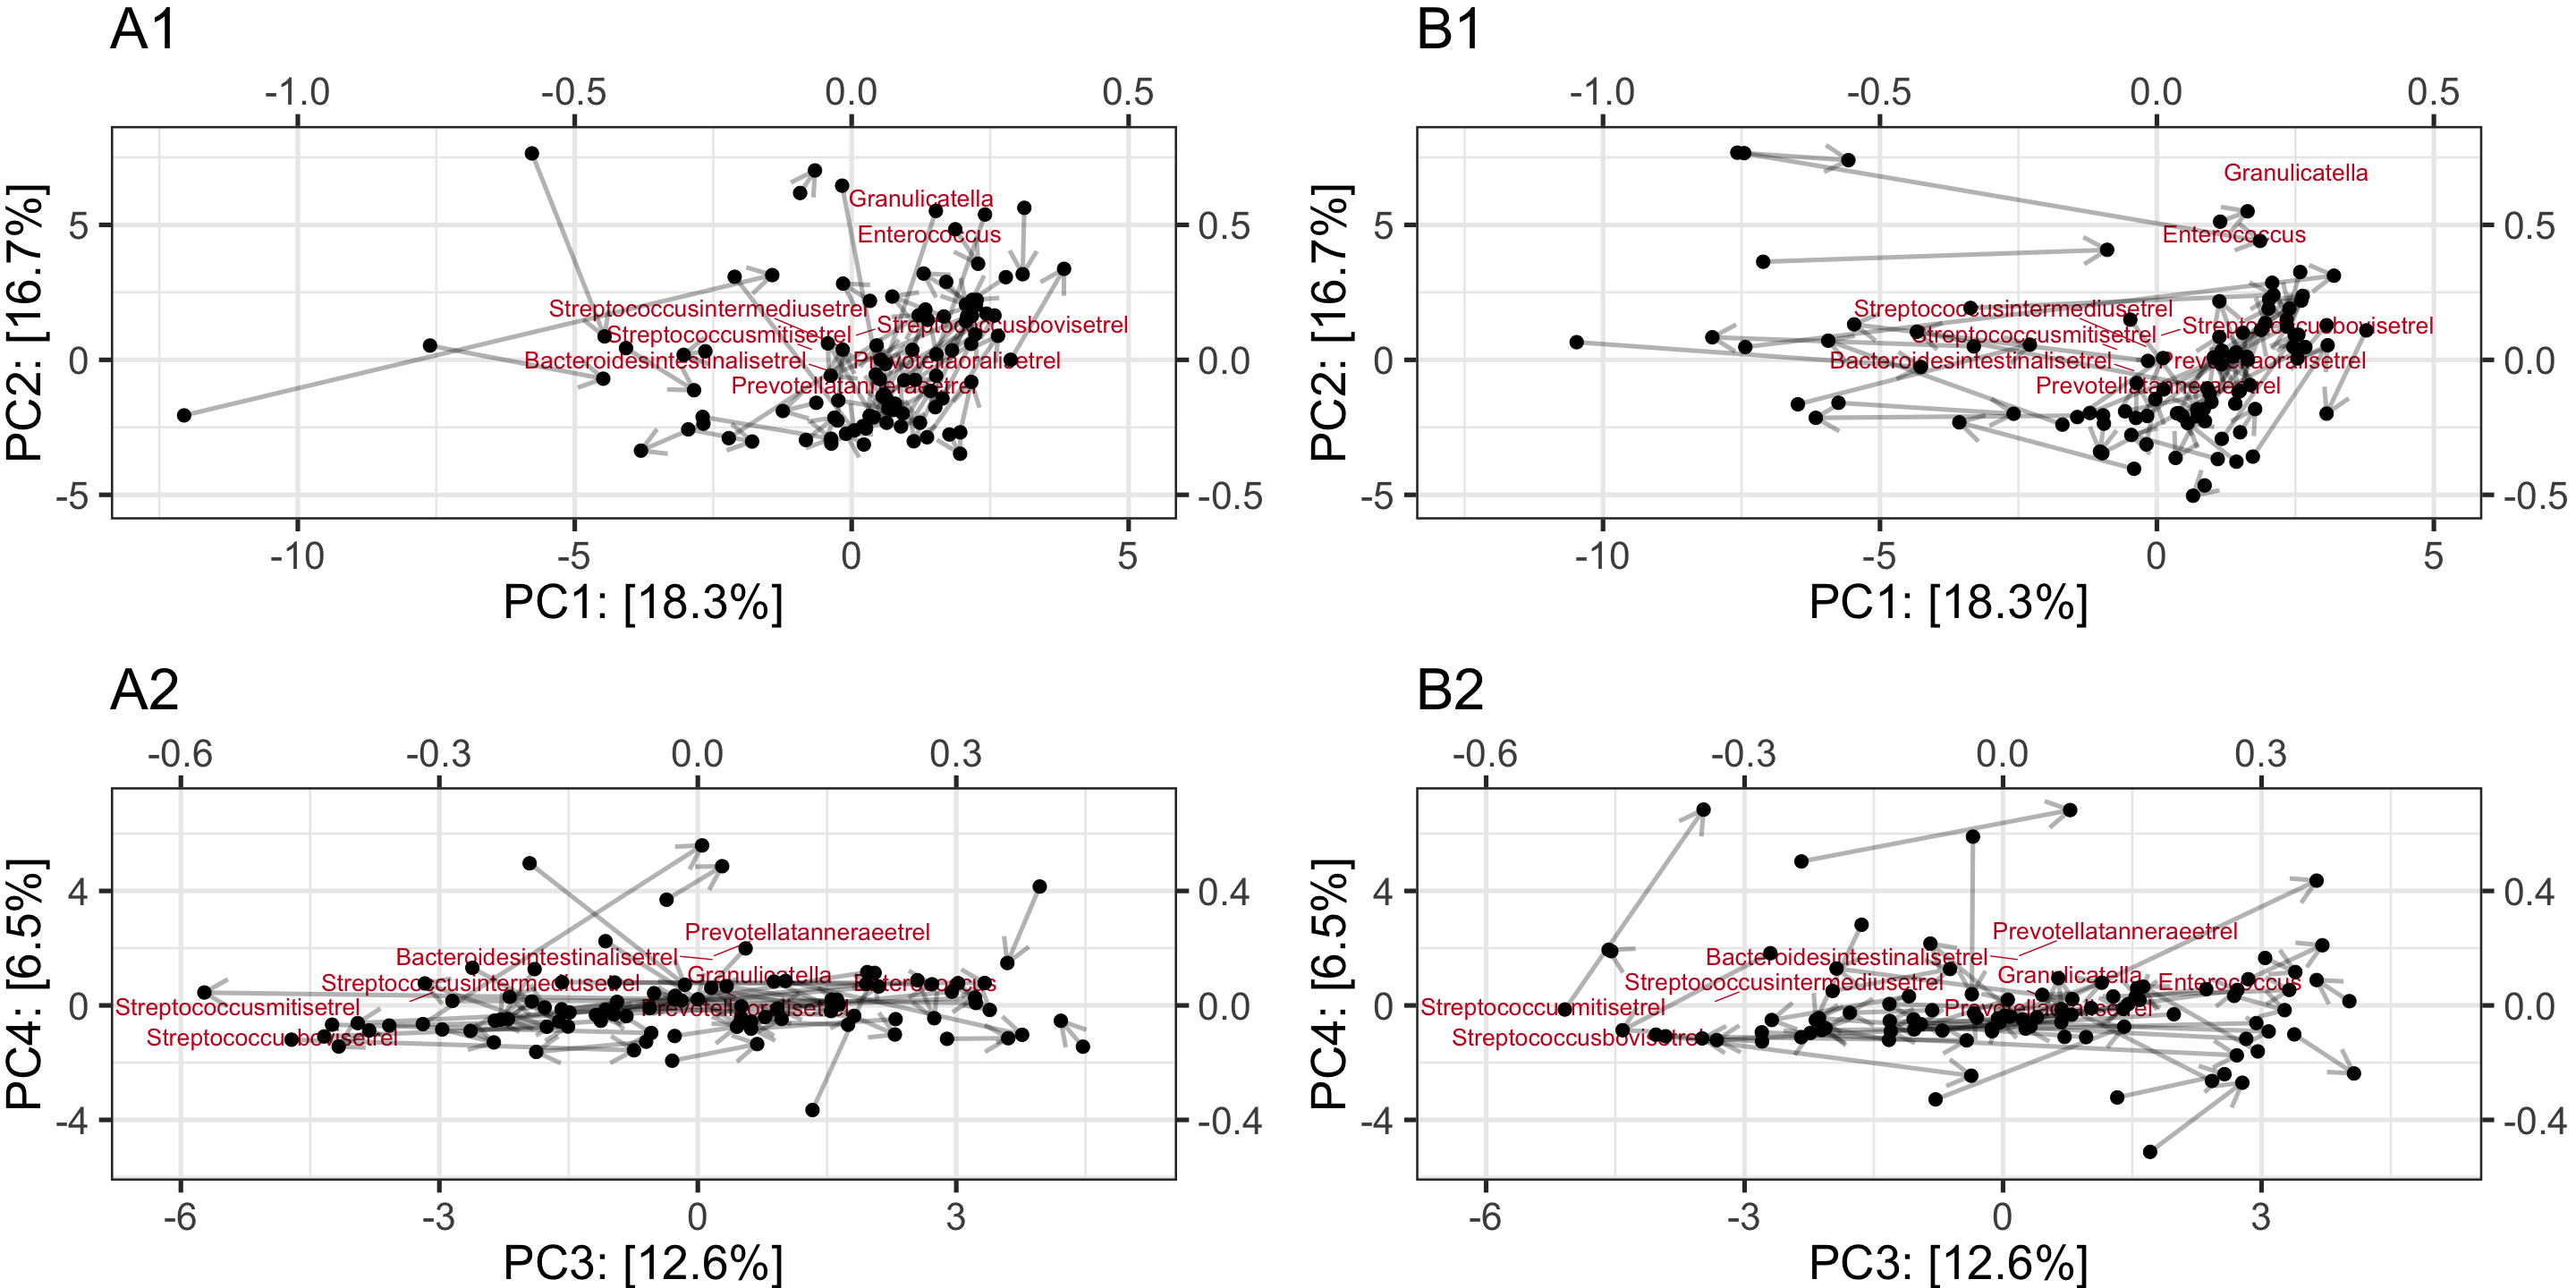 A1
-1.0 -0.5 0.0 0.5
Granulicatella
Enterococcus
Streptococcusintermediusetrel
Streptococcusbovisetrel
Streptococcusmitisetrel
Bacteroidesintestinalisetrel
Prevotellaoralisetrel
Prevotellatanneraeetrel
5 0.5
0 0.0
-5 -0.5
PC2: [16.7%]
-10 -5 0 5
PC1: [18.3%]
B1
-1.0 -0.5 0.0 0.5
Granulicatella
Enterococcus
Streptococcusintermediusetrel
Streptococcusbovisetrel
Streptococcusmitisetrel
Bacteroidesintestinalisetrel
Prevotellaoralisetrel
Prevotellatanneraeetrel
5 0.5
0 0.0
-5 -0.5
PC2: [16.7%]
-10 -5 0 5
PC1: [18.3%]
A2
-0.6 -0.3 0.0 0.3
Prevotellatanneraeetrel
Bacteroidesintestinalisetrel
Granulicatella
Streptococcusintermediusetrel
Enterococcus
Streptococcusmitisetrel
Prevotellaoralisetrel
Streptococcusbovisetrel
4 0.4
0 0.0
-4 -0.4
PC4: [6.5%]
-6 -3 0 3
PC3: [12.6%]
B2
-0.6 -0.3 0.0 0.3
Prevotellatanneraeetrel
Bacteroidesintestinalisetrel
Granulicatella
Streptococcusintermediusetrel
Enterococcus
Streptococcusmitisetrel
Prevotellaoralisetrel
Streptococcusbovisetrel
4 0.4
0 0.0
-4 -0.4
PC4: [6.5%]
-6 -3 0 3
PC3: [12.6%]